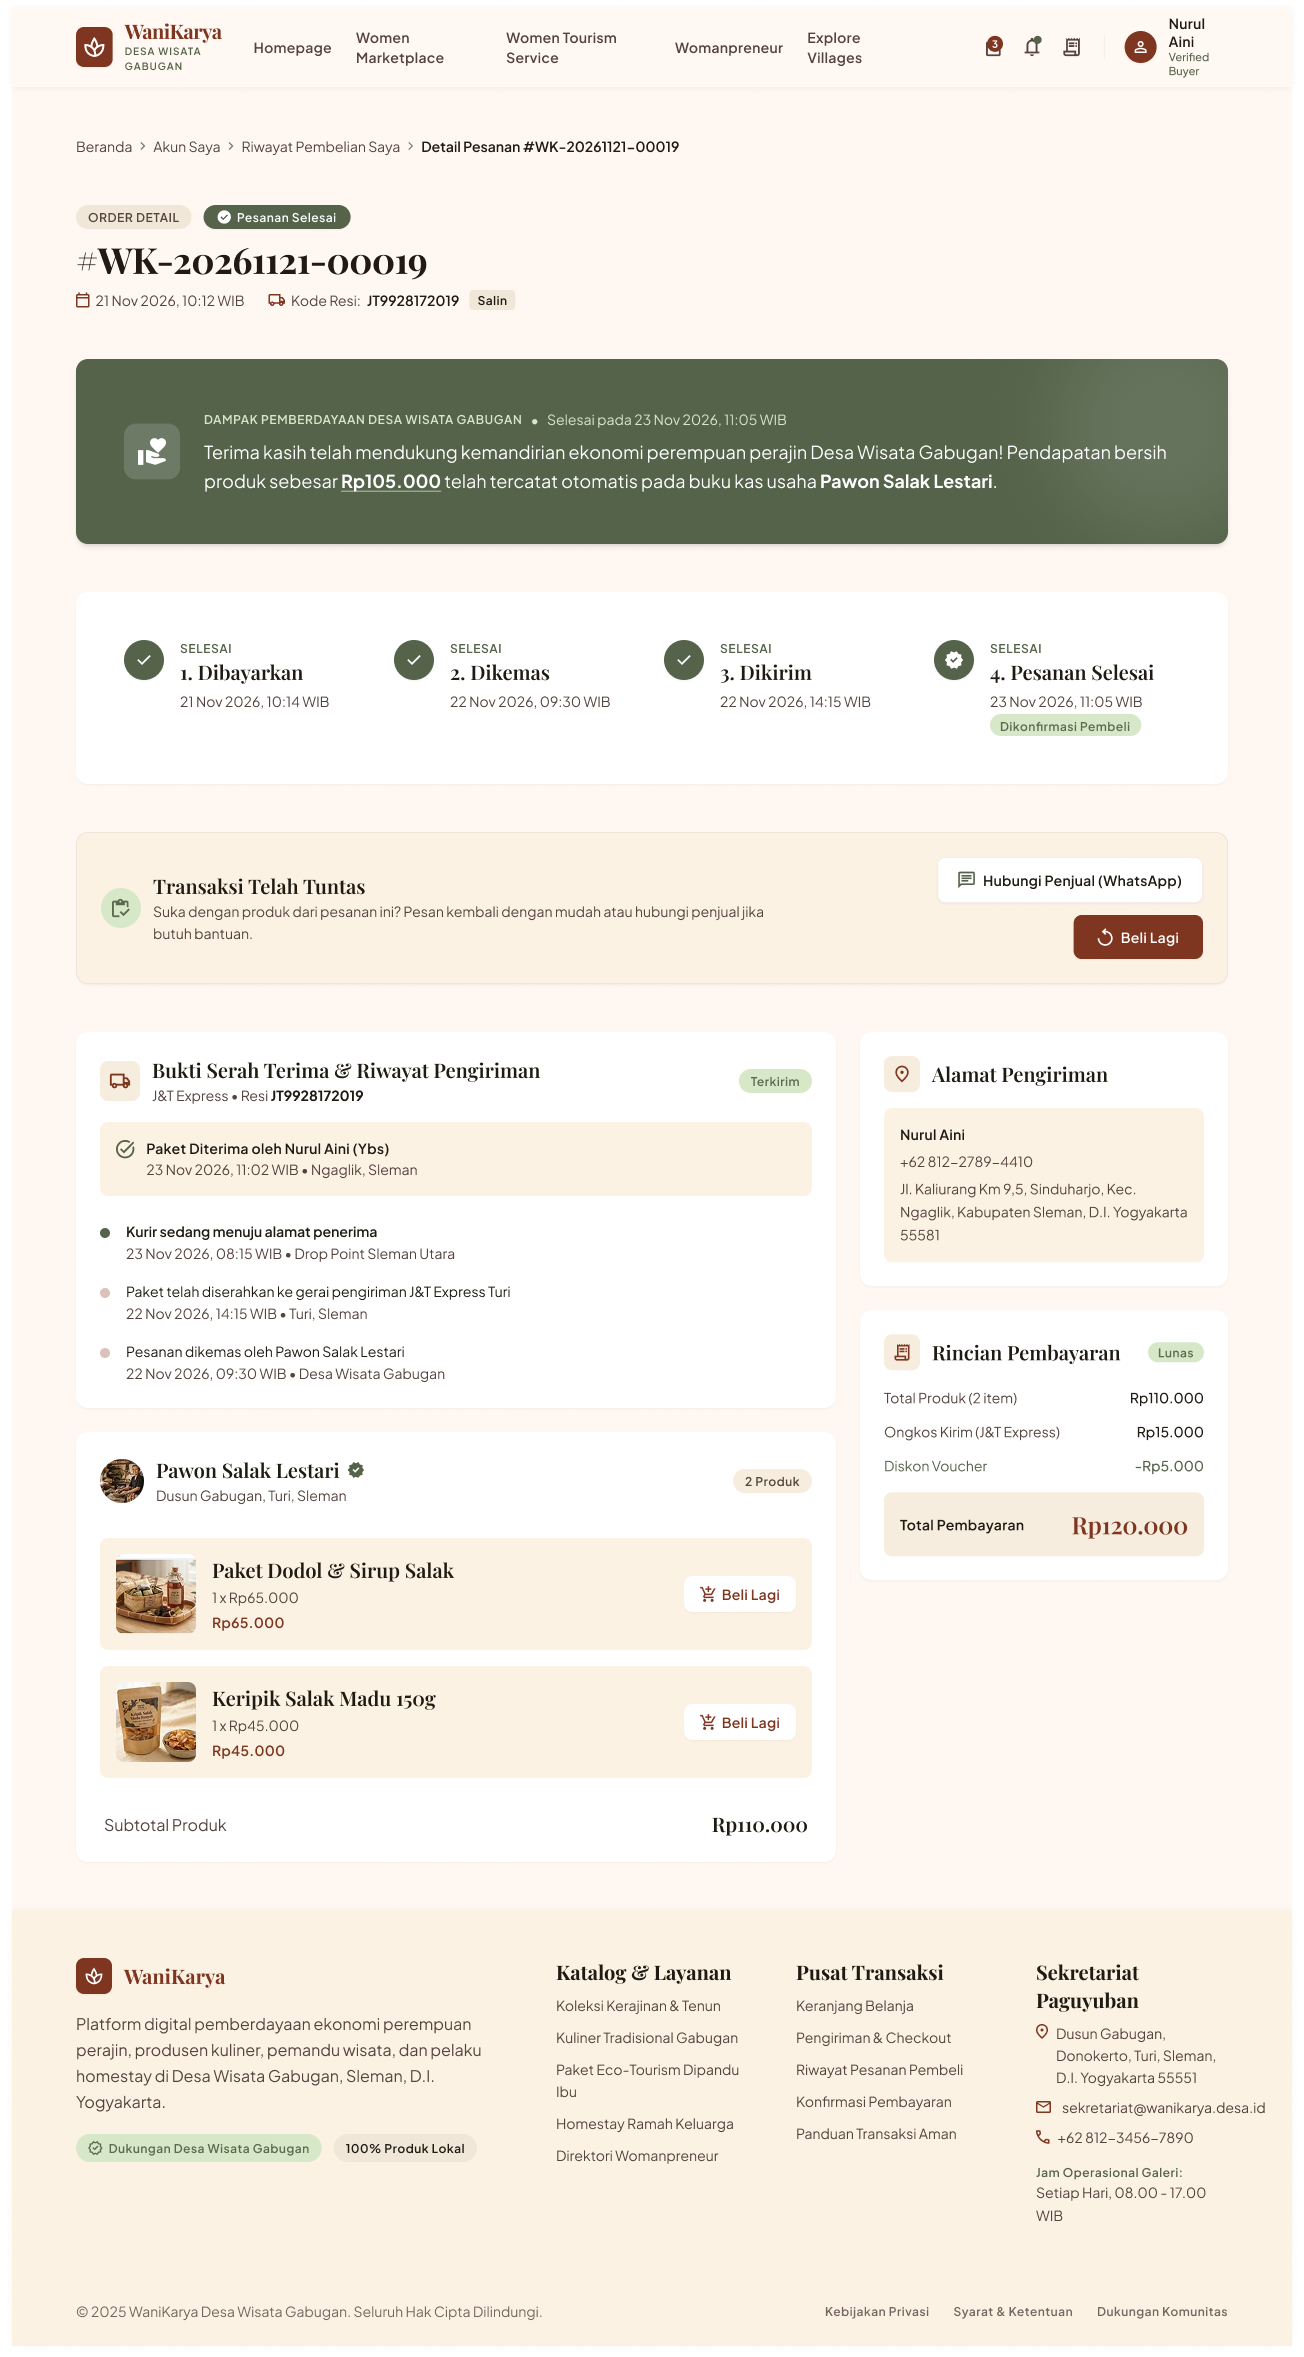 WaniKarya
DESA WISATA
GABUGAN
Homepage
Women
Marketplace
Women Tourism
Service
Womanpreneur
Explore
Villages
3
Nurul
Aini
Verified
Buyer
Beranda > Akun Saya > Riwayat Pembelian Saya > Detail Pesanan #WK-20261121-00019
ORDER DETAIL
Pesanan Selesai
#WK-20261121-00019
21 Nov 2026, 10:12 WIB
Kode Resi: JT9928172019
Salin
DAMPAK PEMBERDAYAAN DESA WISATA GABUGAN • Selesai pada 23 Nov 2026, 11:05 WIB
Terima kasih telah mendukung kemandirian ekonomi perempuan perajin Desa Wisata Gabugan! Pendapatan bersih
produk sebesar Rp105.000 telah tercatat otomatis pada buku kas usaha Pawon Salak Lestari.
SELESAI
1. Dibayarkan
21 Nov 2026, 10:14 WIB
SELESAI
2. Dikemas
22 Nov 2026, 09:30 WIB
SELESAI
3. Dikirim
22 Nov 2026, 14:15 WIB
SELESAI
4. Pesanan Selesai
23 Nov 2026, 11:05 WIB
Dikonfirmasi Pembeli
Transaksi Telah Tuntas
Suka dengan produk dari pesanan ini? Pesan kembali dengan mudah atau hubungi penjual jika
butuh bantuan.
Hubungi Penjual (WhatsApp)
Beli Lagi
Bukti Serah Terima & Riwayat Pengiriman
J&T Express • Resi JT9928172019
Terkirim
Paket Diterima oleh Nurul Aini (Ybs)
23 Nov 2026, 11:02 WIB • Ngaglik, Sleman
Kurir sedang menuju alamat penerima
23 Nov 2026, 08:15 WIB • Drop Point Sleman Utara
Paket telah diserahkan ke gerai pengiriman J&T Express Turi
22 Nov 2026, 14:15 WIB • Turi, Sleman
Pesanan dikemas oleh Pawon Salak Lestari
22 Nov 2026, 09:30 WIB • Desa Wisata Gabugan
Alamat Pengiriman
Nurul Aini
+62 812-2789-4410
Jl. Kaliurang Km 9,5, Sinduharjo, Kec.
Ngaglik, Kabupaten Sleman, D.I. Yogyakarta
55581
Rincian Pembayaran
Lunas
Total Produk (2 item)
Rp110.000
Ongkos Kirim (J&T Express)
Rp15.000
Diskon Voucher
-Rp5.000
Total Pembayaran
Rp120.000
Pawon Salak Lestari
Dusun Gabugan, Turi, Sleman
2 Produk
Paket Dodol & Sirup Salak
1 x Rp65.000
Rp65.000
Beli Lagi
Keripik Salak Madu 150g
1 x Rp45.000
Rp45.000
Beli Lagi
Subtotal Produk
Rp110.000
WaniKarya
Platform digital pemberdayaan ekonomi perempuan
perajin, produsen kuliner, pemandu wisata, dan pelaku
homestay di Desa Wisata Gabugan, Sleman, D.I.
Yogyakarta.
Dukungan Desa Wisata Gabugan
100% Produk Lokal
Katalog & Layanan
Koleksi Kerajinan & Tenun
Kuliner Tradisional Gabugan
Paket Eco-Tourism Dipandu
Ibu
Homestay Ramah Keluarga
Direktori Womanpreneur
Pusat Transaksi
Keranjang Belanja
Pengiriman & Checkout
Riwayat Pesanan Pembeli
Konfirmasi Pembayaran
Panduan Transaksi Aman
Sekretariat
Paguyuban
Dusun Gabugan,
Donokerto, Turi, Sleman,
D.I. Yogyakarta 55551
sekretariat@wanikarya.desa.id
+62 812-3456-7890
Jam Operasional Galeri:
Setiap Hari, 08.00 - 17.00
WIB
© 2025 WaniKarya Desa Wisata Gabugan. Seluruh Hak Cipta Dilindungi.
Kebijakan Privasi
Syarat & Ketentuan
Dukungan Komunitas